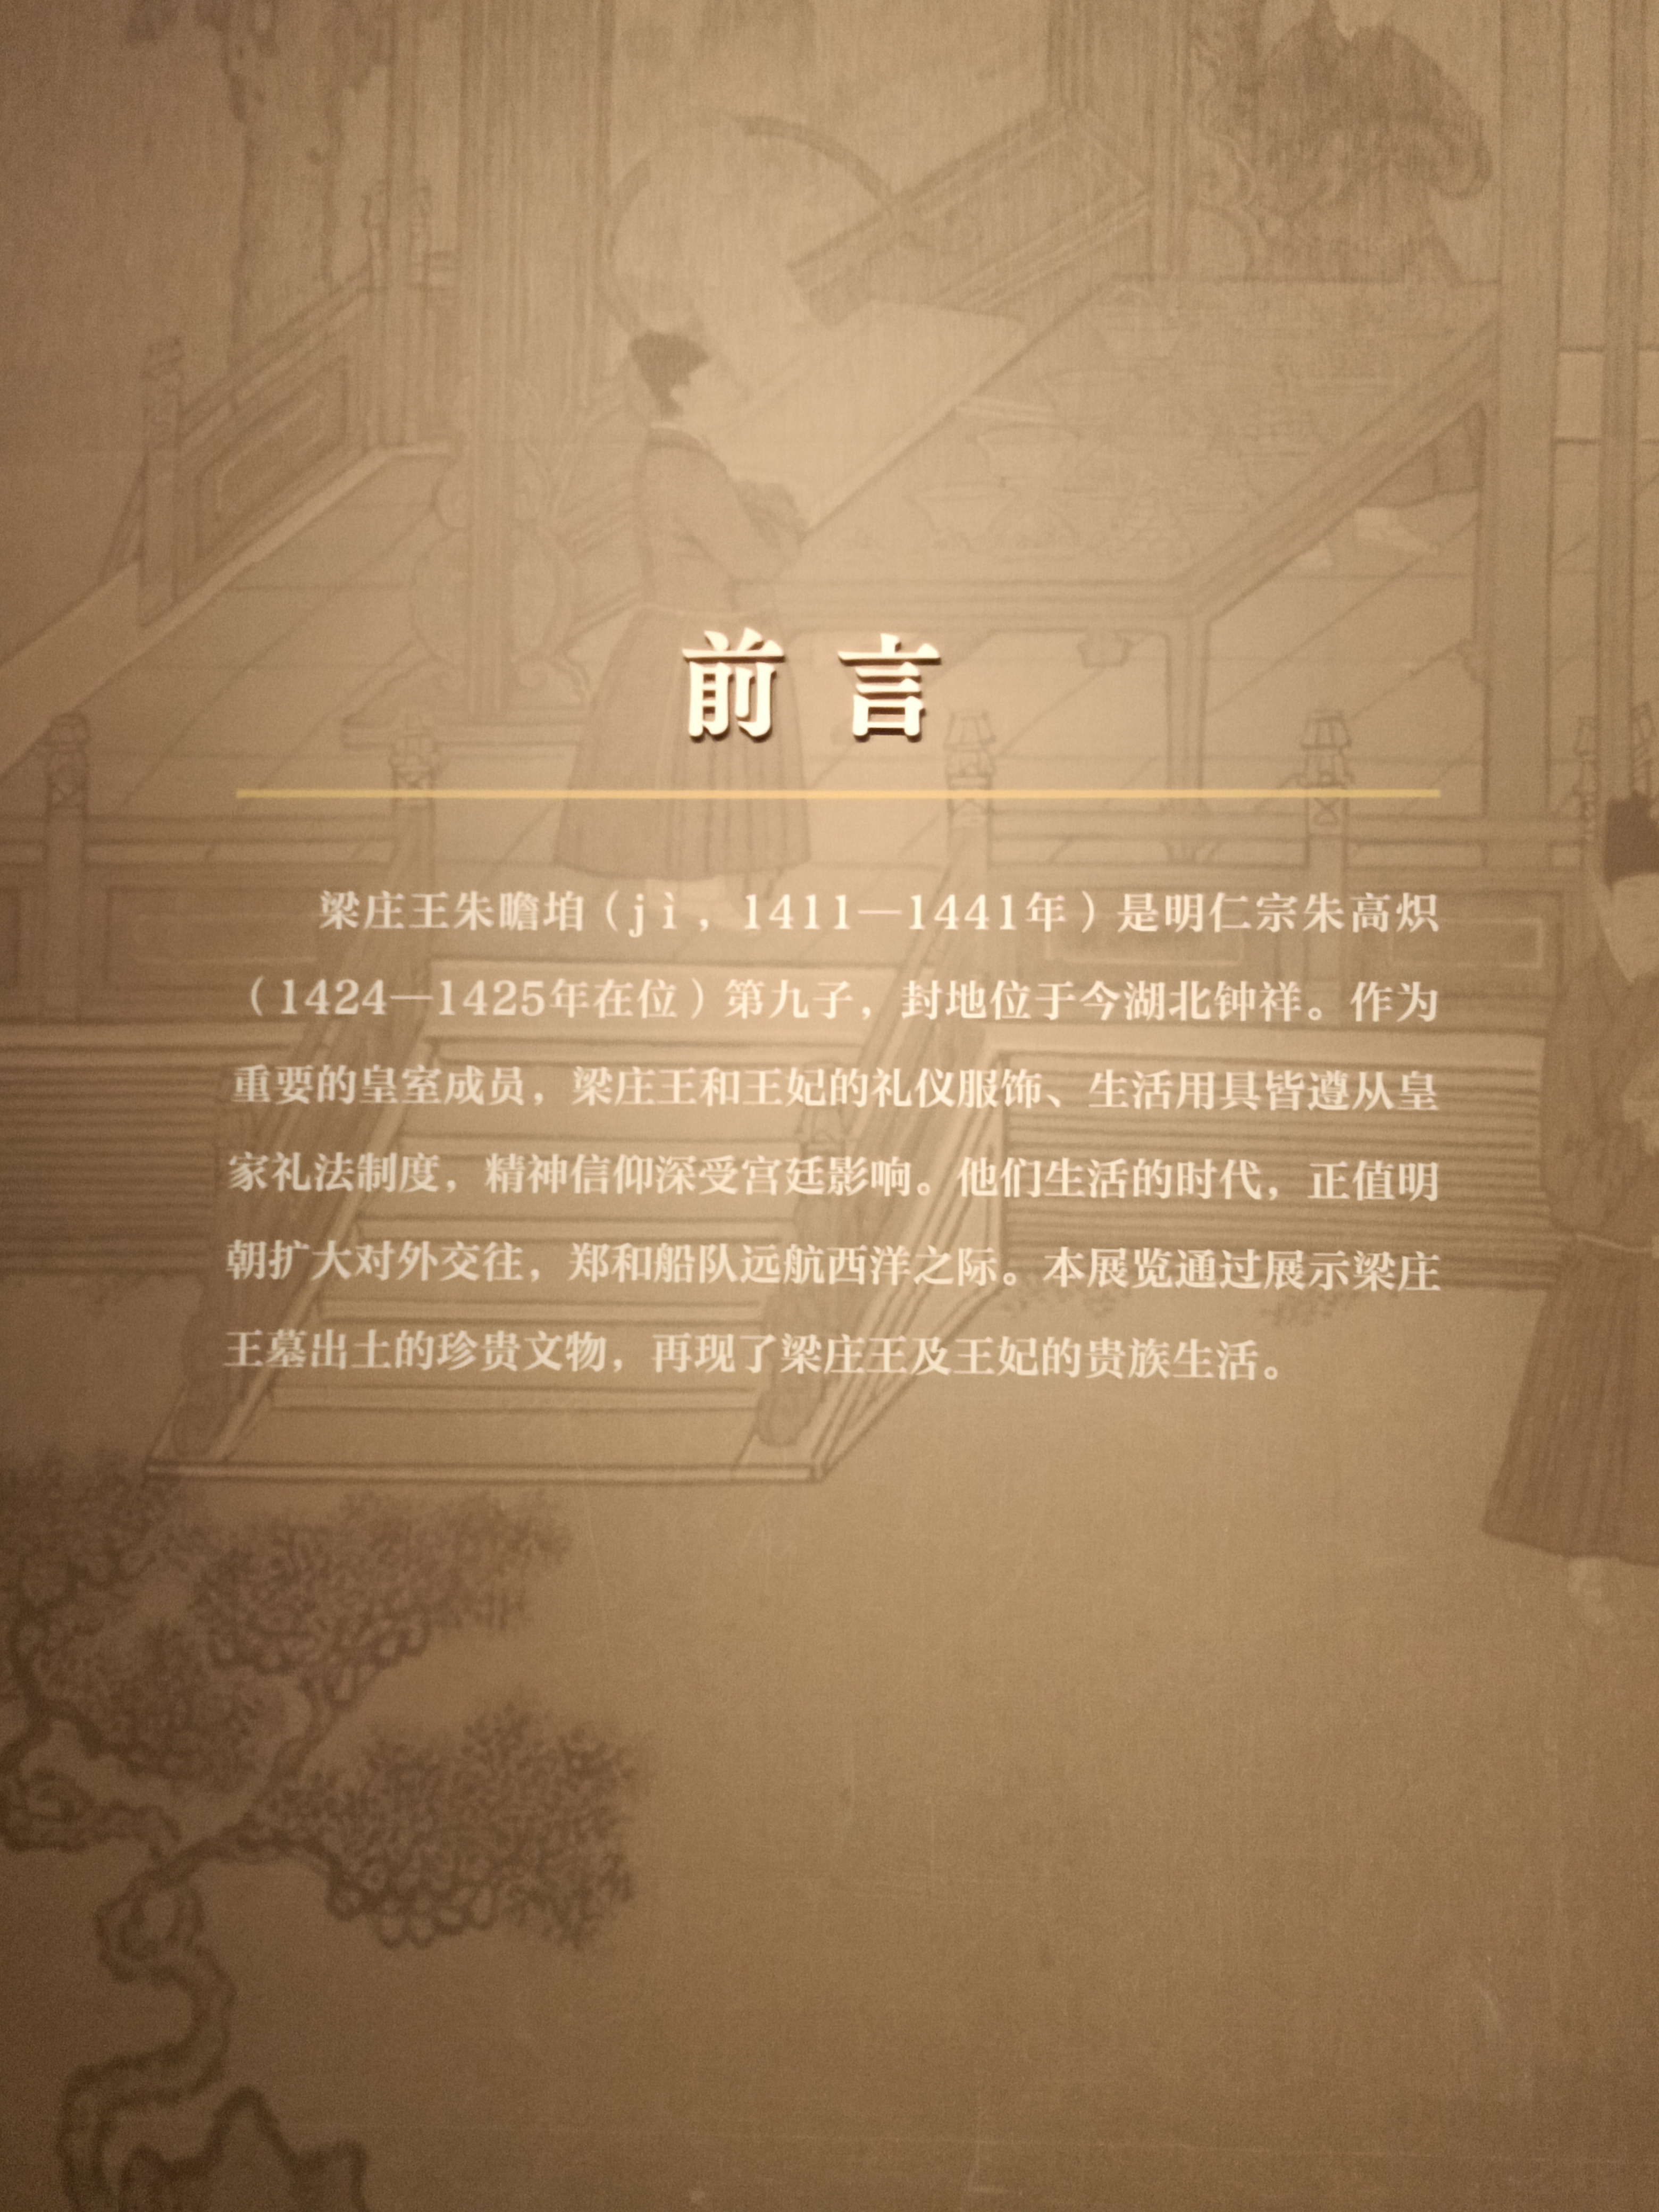 前言
梁庄王朱瞻垍（jì，1411—1441年）是明仁宗朱高炽
（1424—1425年在位）第九子，封地位于今湖北钟祥。作为
重要的皇室成员，梁庄王和王妃的礼仪服饰、生活用具皆遵从皇
家礼法制度，精神信仰深受宫廷影响。他们生活的时代，正值明
朝扩大对外交往，郑和船队远航西洋之际。本展览通过展示梁庄
王墓出土的珍贵文物，再现了梁庄王及王妃的贵族生活。